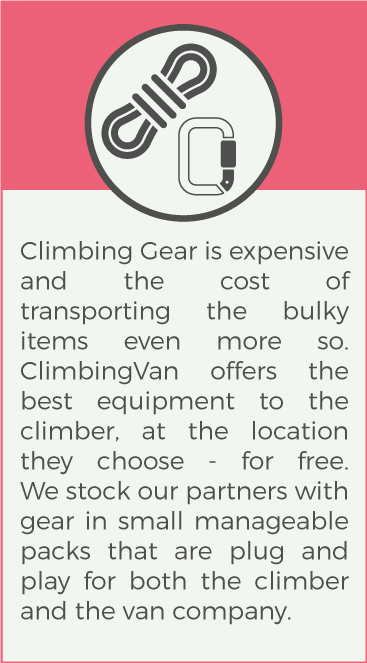 Climbing Gear is expensive
and the cost of
transporting the bulky
items even more so.
ClimbingVan offers the
best equipment to the
climber, at the location
they choose - for free.
We stock our partners with
gear in small manageable
packs that are plug and
play for both the climber
and the van company.